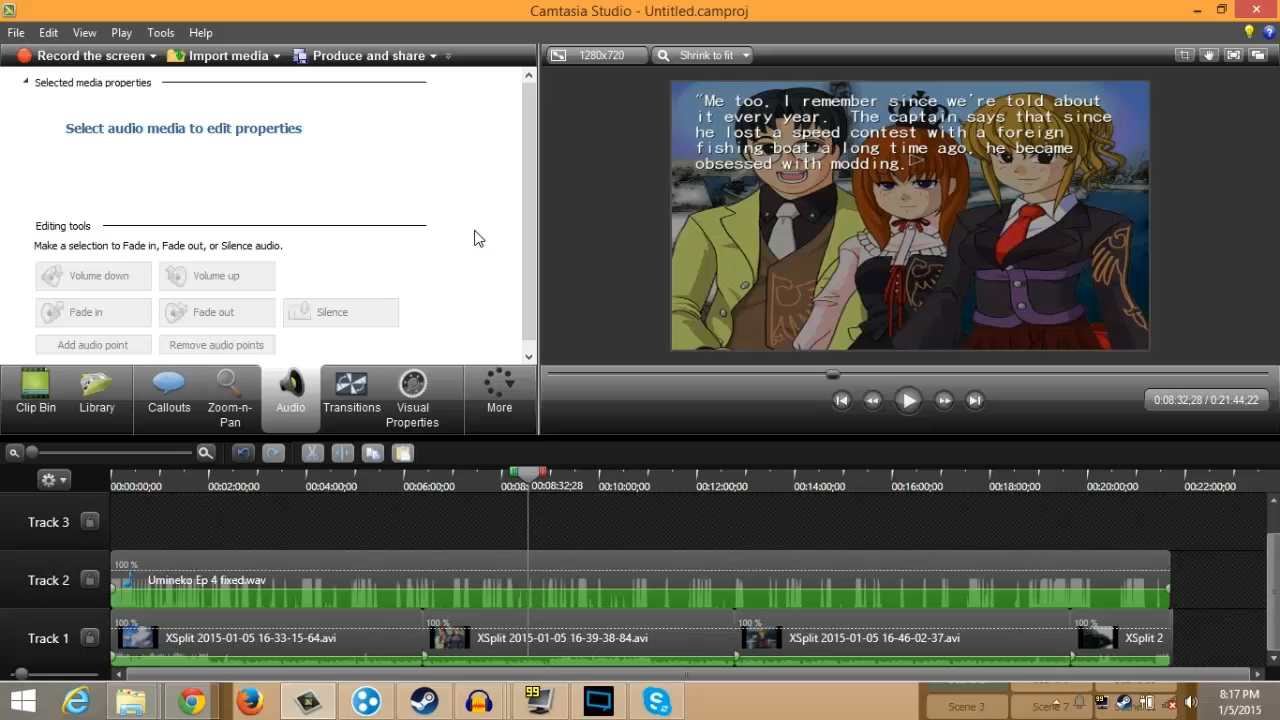 Camtasia Studio - Untitled.camproj
File Edit View Play Tools Help
Record the screen Import media Produce and share
1280x720 Shrink to fit
Selected media properties
Select audio media to edit properties
"Me too, I remember since we're told about
it every year. The captain says that since
he lost a speed contest with a foreign
fishing boat a long time ago, he became
obsessed with modding.
Editing tools
Make a selection to Fade in, Fade out, or Silence audio.
Volume down Volume up
Fade in Fade out Silence
Add audio point Remove audio points
Clip Bin Library Callouts Zoom-n-Pan Audio Transitions Visual Properties More
0:08:32,28 / 0:21:44,22
00:00:00;00 00:02:00;00 00:04:00;00 00:06:00;00 00:08: 00:08:32;28 00:10:00;00 00:12:00;00 00:14:00;00 00:16:00;00 00:18:00;00 00:20:00;00 00:22:00;00
Track 3
100 %
Track 2 Umineko Ep 4 fixed.wav
100 % 100 % 100 % 100 %
Track 1 XSplit 2015-01-05 16-33-15-64.avi XSplit 2015-01-05 16-39-38-84.avi XSplit 2015-01-05 16-46-02-37.avi XSplit 2
99
Scene 3 Scene 7
8:17 PM
1/5/2015